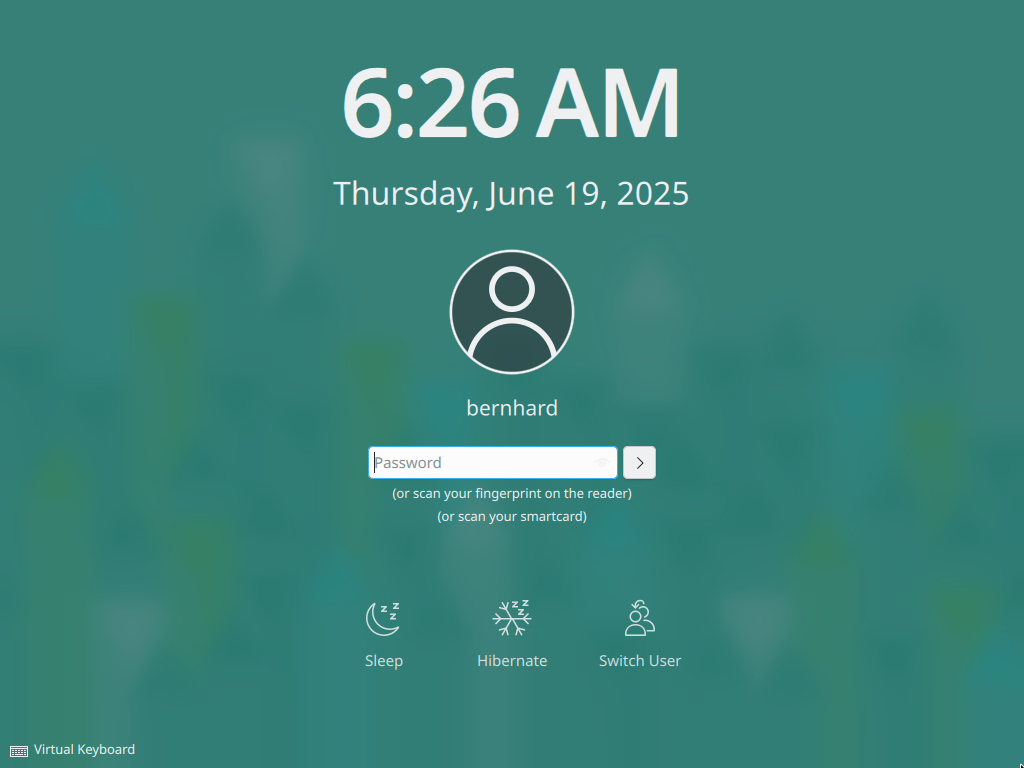 6:26 AM
Thursday, June 19, 2025
bernhard
Password
(or scan your fingerprint on the reader)
(or scan your smartcard)
Sleep
Hibernate
Switch User
Virtual Keyboard